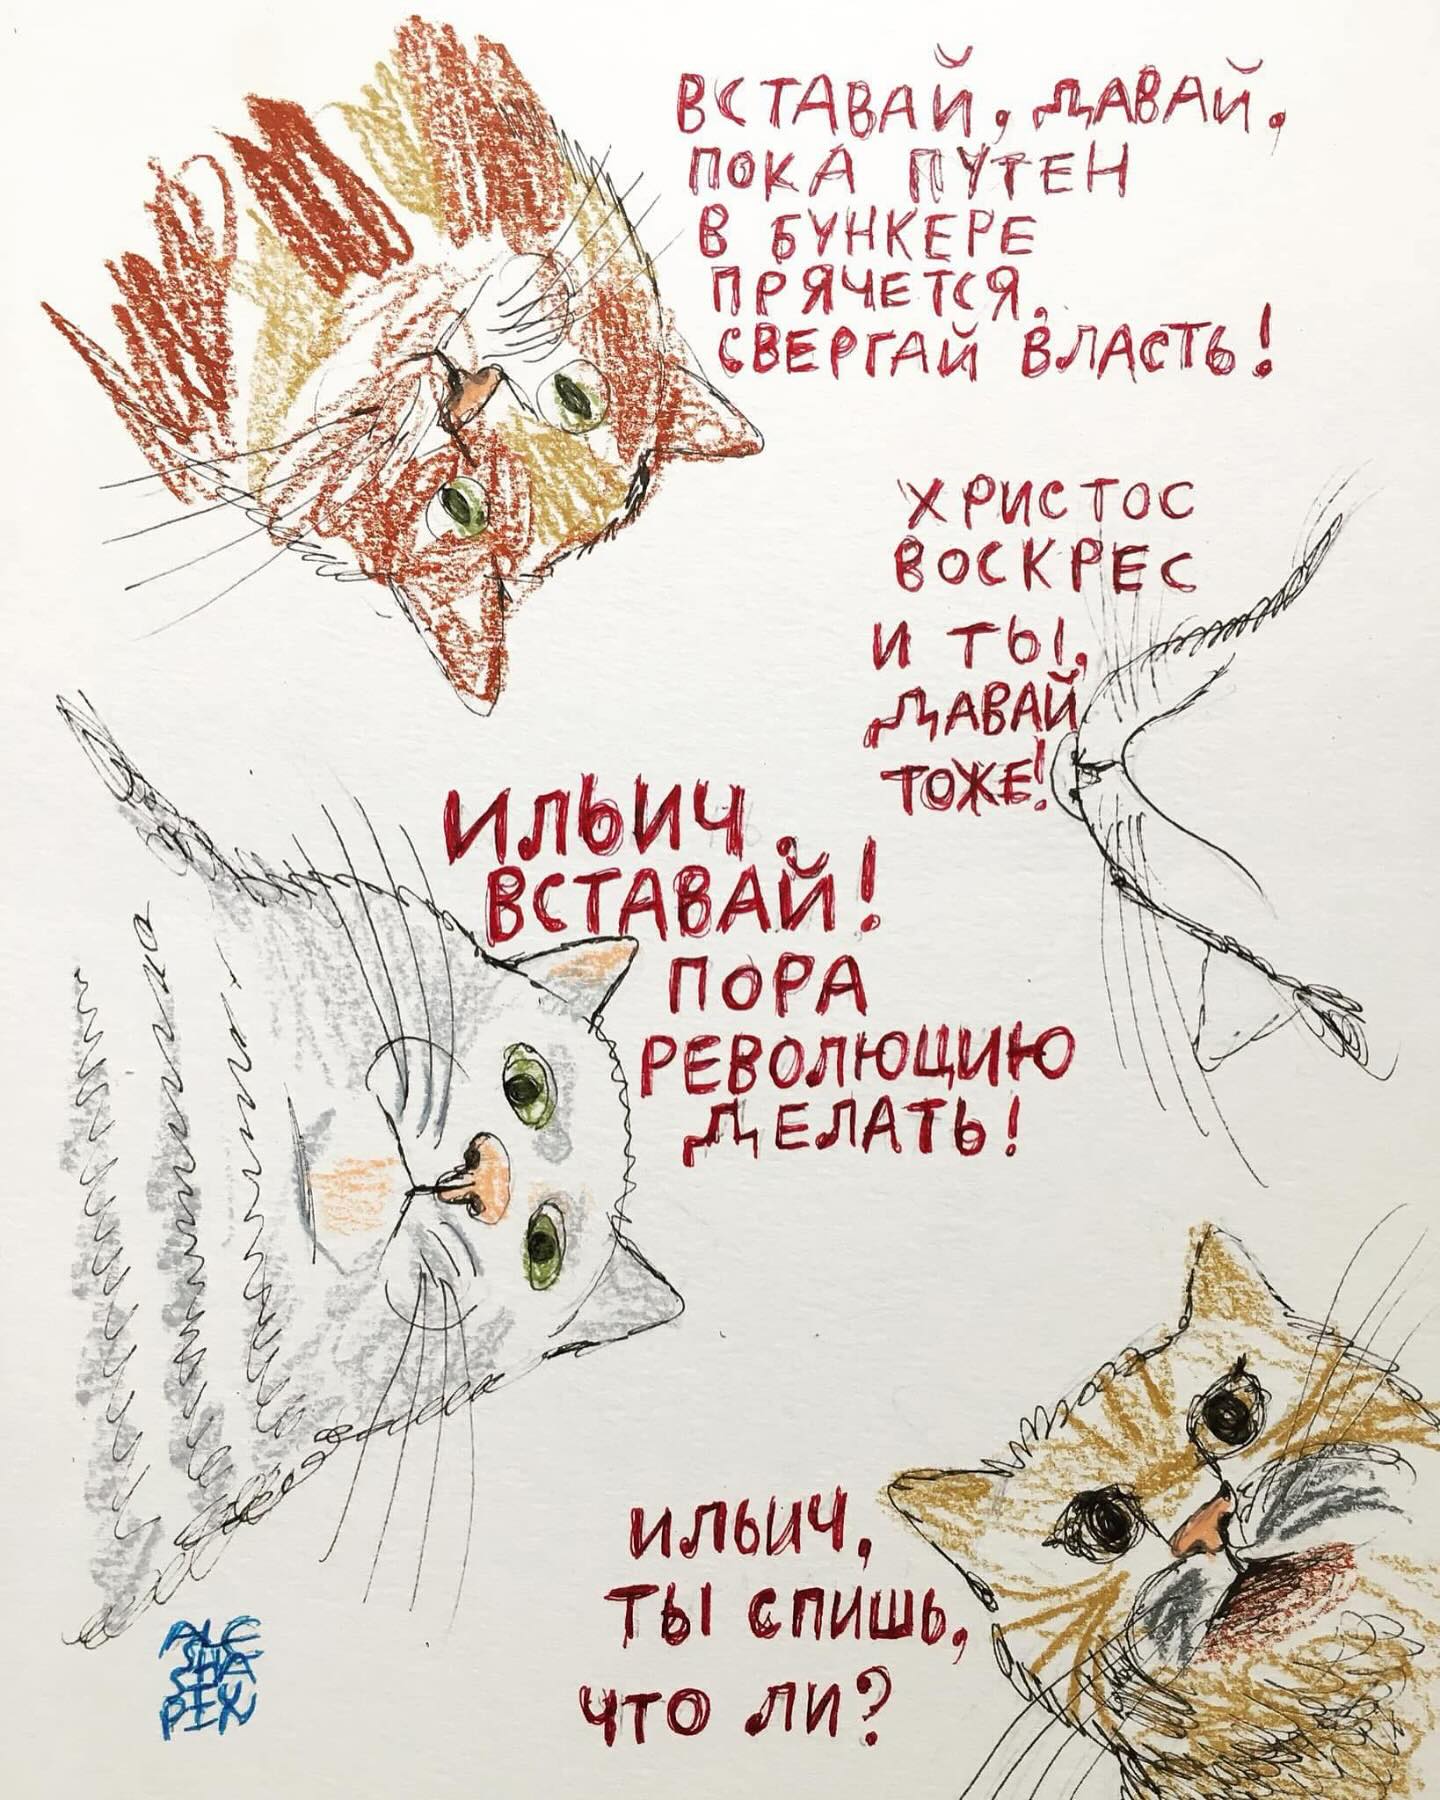 ВСТАВАЙ, ДАВАЙ,
ПОКА ПУТЕН
В БУНКЕРЕ
ПРЯЧЕТСЯ,
СВЕРГАЙ ВЛАСТЬ!
ХРИСТОС
ВОСКРЕС
И ТЫ,
ДАВАЙ
ТОЖЕ!
ИЛЬИЧ,
ВСТАВАЙ!
ПОРА
РЕВОЛЮЦИЮ
ДЕЛАТЬ!
ИЛЬИЧ,
ТЫ СПИШЬ,
ЧТО ЛИ?
ALE
SHA
PIN